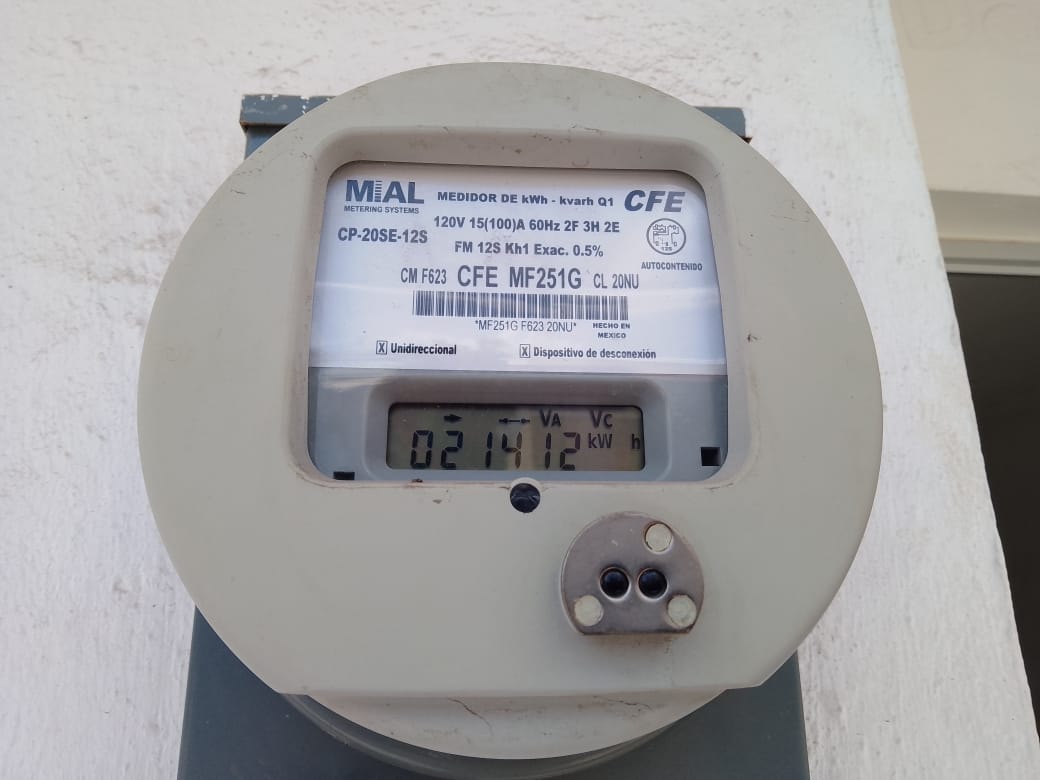 MIAL
METERING SYSTEMS
MEDIDOR DE kWh - kvarh Q1
CFE
120V 15(100)A 60Hz 2F 3H 2E
CP-20SE-12S
FM 12S Kh1 Exac. 0.5%
12S
AUTOCONTENIDO
CM F623 CFE MF251G CL 20NU
*MF251G F623 20NU*
HECHO EN
MEXICO
X Unidireccional
X Dispositivo de desconexión
VA VC
021412 kW h